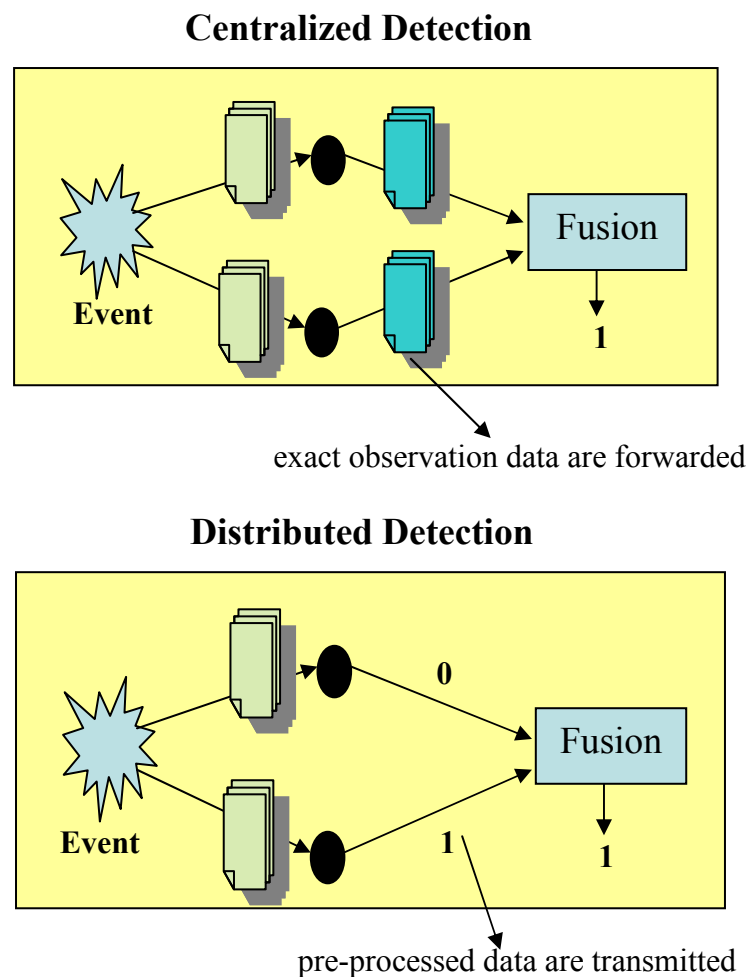 Centralized Detection
Fusion
Event
1
exact observation data are forwarded
Distributed Detection
0
Fusion
Event
1
1
pre-processed data are transmitted